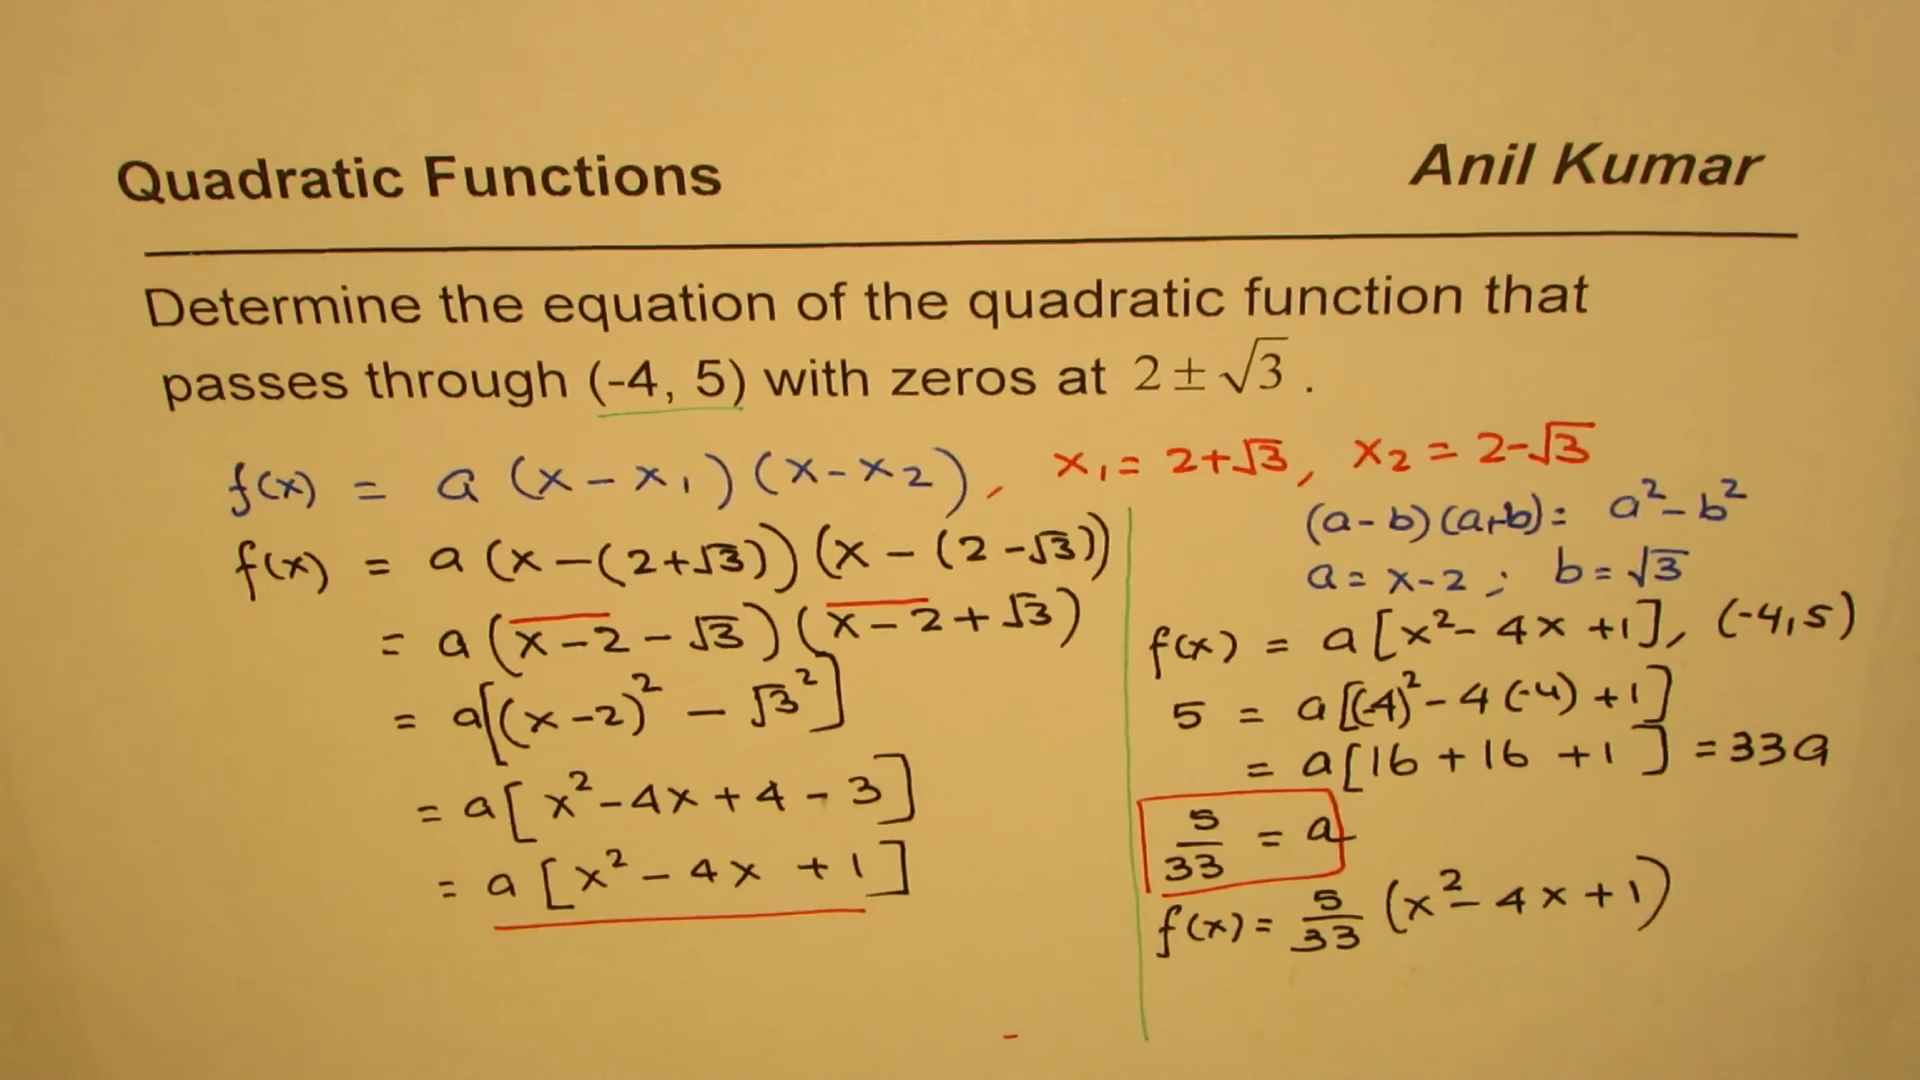 Quadratic Functions
Anil Kumar
Determine the equation of the quadratic function that
passes through (-4, 5) with zeros at 2 ± √3 .
f(x) = a (x - x₁) (x - x₂), x₁ = 2+√3, x₂ = 2-√3
f(x) = a (x - (2+√3)) (x - (2 -√3))
= a (x-2 - √3) (x-2 + √3)
= a[(x-2)² - √3²]
= a[x² -4x + 4 - 3]
= a [x² - 4x + 1]
(a - b) (a+b) = a² - b²
a = x-2 ; b = √3
f(x) = a [x² - 4x +1], (-4,5)
5 = a [(-4)² - 4 (-4) + 1]
= a [16 + 16 + 1] = 33a
5/33 = a
f(x) = 5/33 (x² - 4x + 1)